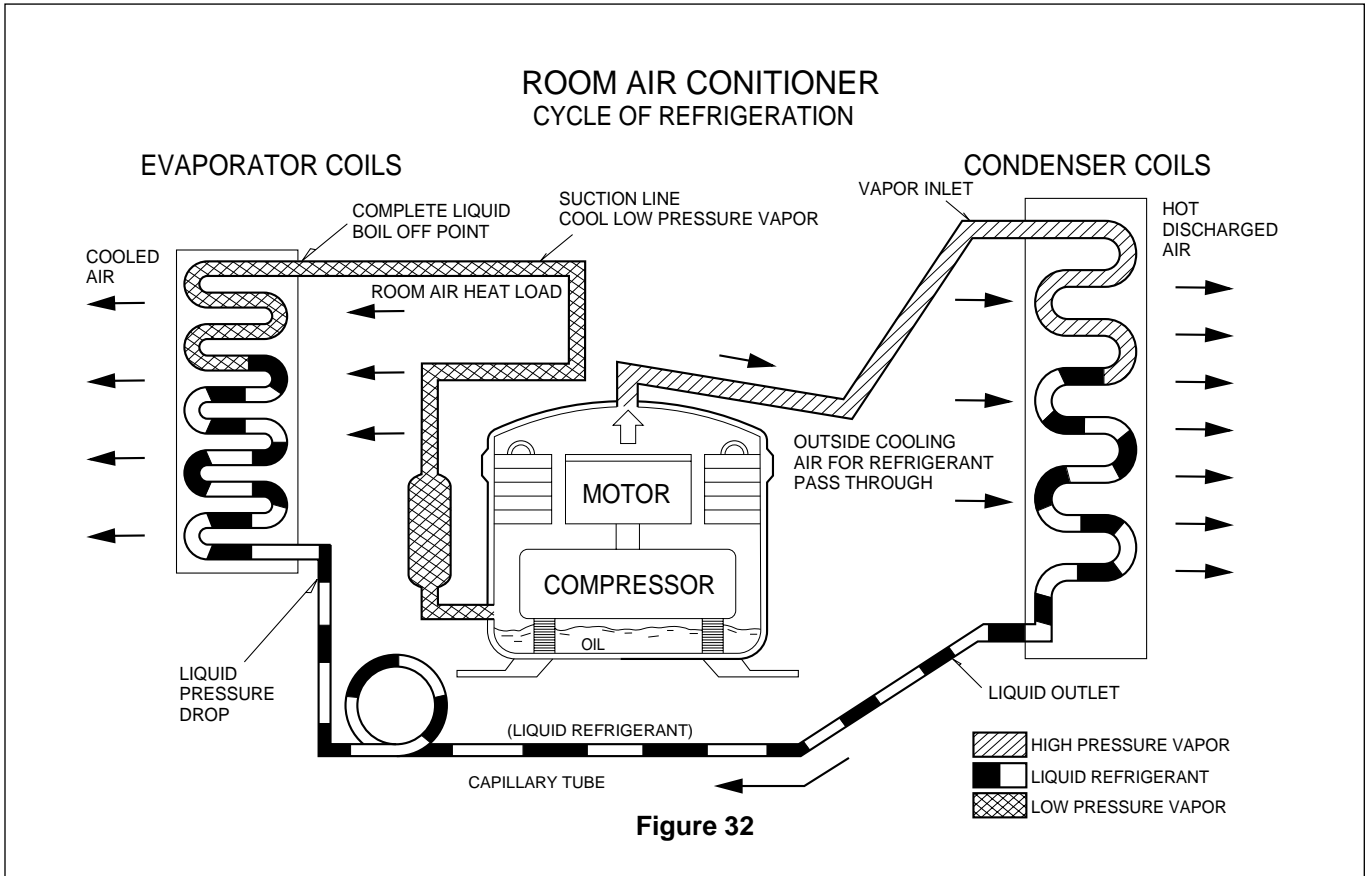 ROOM AIR CONITIONER
CYCLE OF REFRIGERATION
EVAPORATOR COILS
CONDENSER COILS
COMPLETE LIQUID
BOIL OFF POINT
SUCTION LINE
COOL LOW PRESSURE VAPOR
VAPOR INLET
HOT
DISCHARGED
AIR
COOLED
AIR
ROOM AIR HEAT LOAD
OUTSIDE COOLING
AIR FOR REFRIGERANT
PASS THROUGH
MOTOR
COMPRESSOR
OIL
LIQUID
PRESSURE
DROP
(LIQUID REFRIGERANT)
CAPILLARY TUBE
LIQUID OUTLET
HIGH PRESSURE VAPOR
LIQUID REFRIGERANT
LOW PRESSURE VAPOR
Figure 32